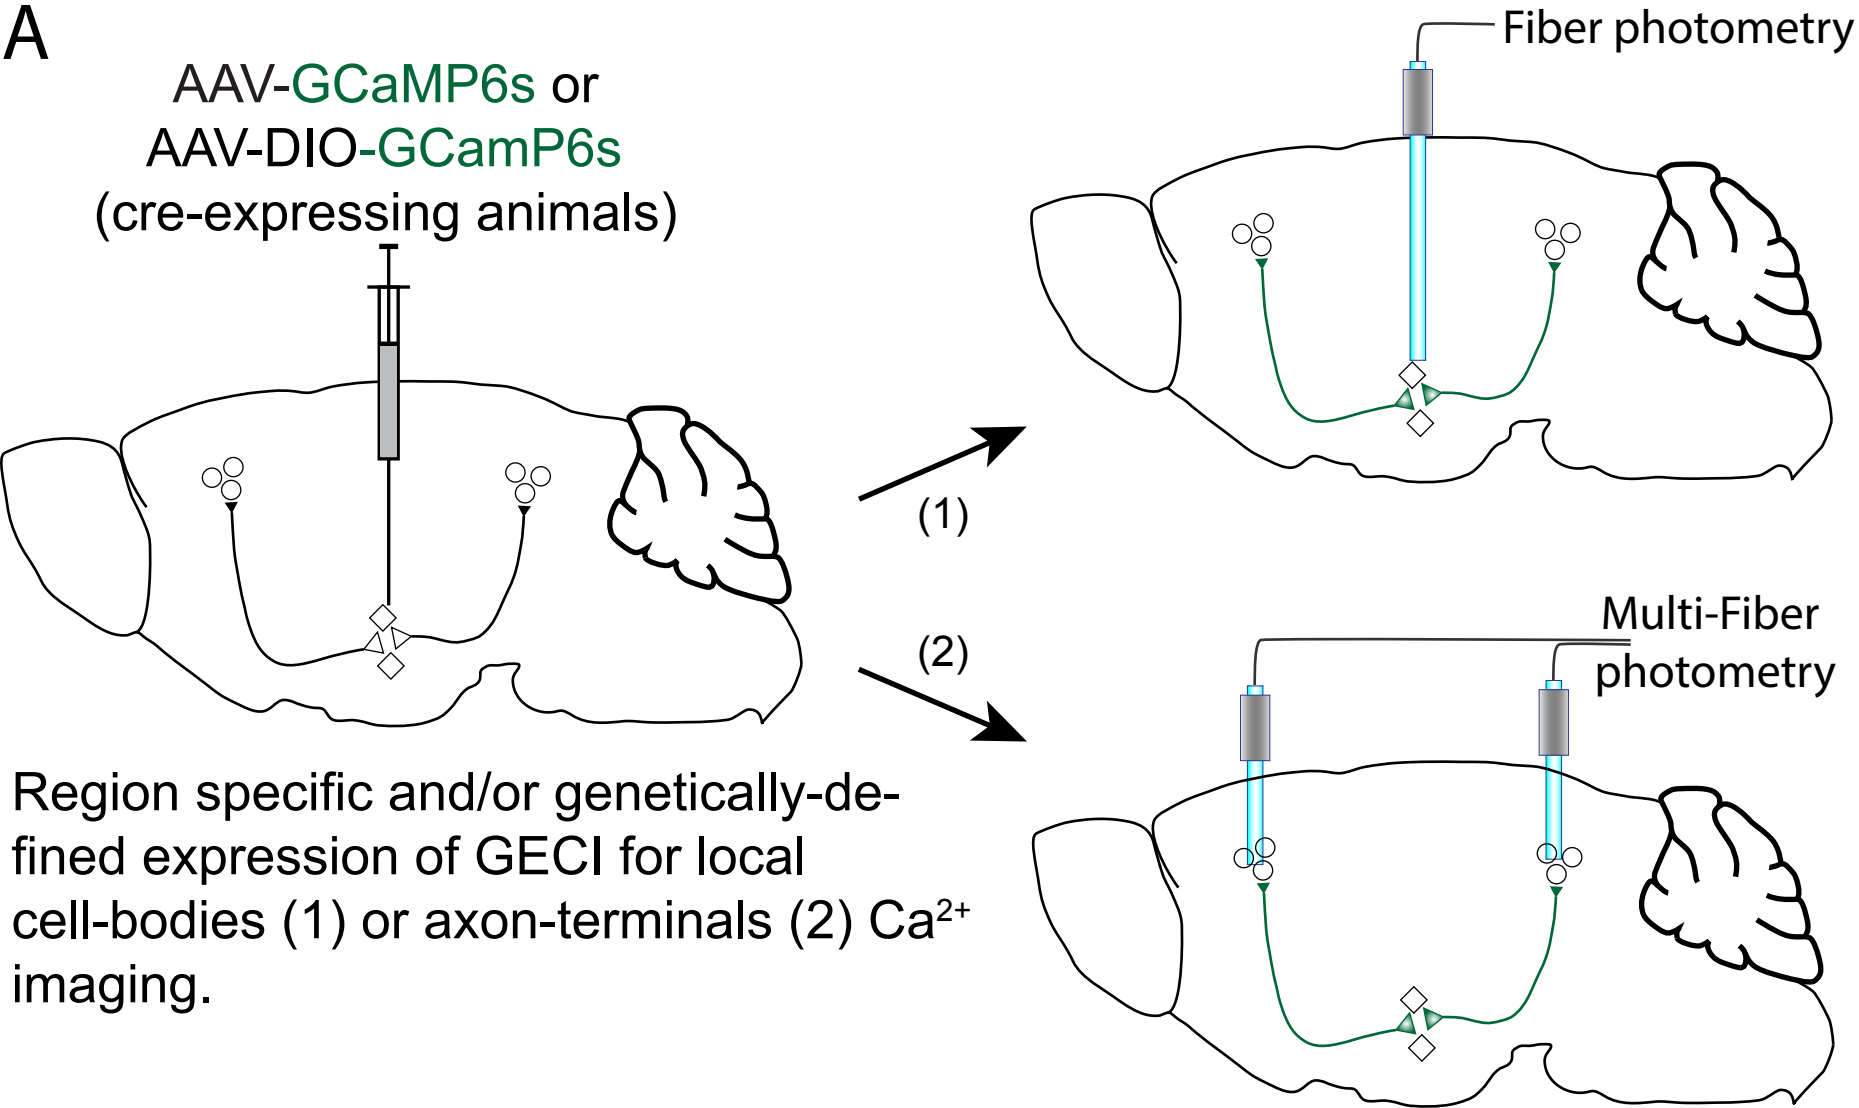 A
AAV-GCaMP6s or
AAV-DIO-GCamP6s
(cre-expressing animals)
Fiber photometry
(1)
(2)
Multi-Fiber
photometry
Region specific and/or genetically-de-
fined expression of GECI for local
cell-bodies (1) or axon-terminals (2) Ca²⁺
imaging.